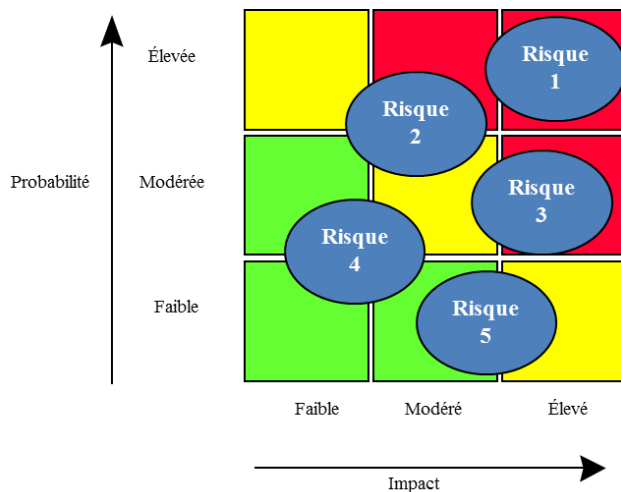 Élevée
Risque
1
Risque
2
Probabilité
Modérée
Risque
3
Risque
4
Faible
Risque
5
Faible
Modéré
Élevé
Impact